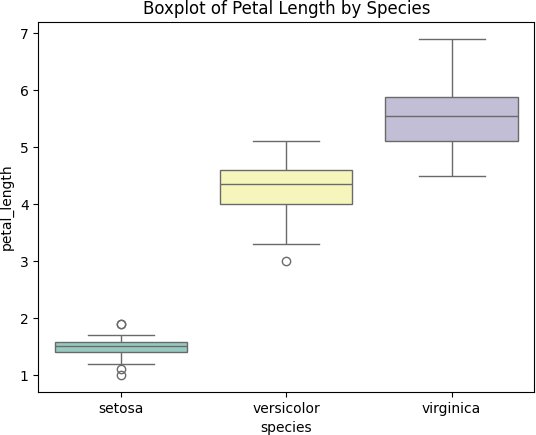 Boxplot of Petal Length by Species
petal_length
7
6
5
4
3
2
1
setosa versicolor virginica
species